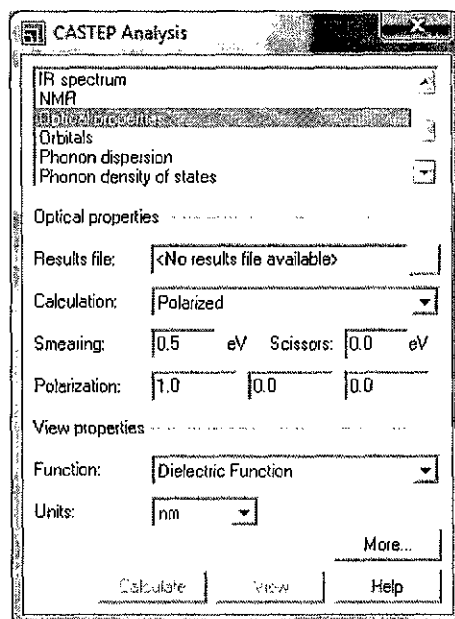 CASTEP Analysis
IR spectrum
NMR
Optical properties
Orbitals
Phonon dispersion
Phonon density of states
Optical properties
Results file: <No results file available>
Calculation: Polarized
Smearing: 0.5 eV Scissors: 0.0 eV
Polarization: 1.0 0.0 0.0
View properties
Function: Dielectric Function
Units: nm
More...
Calculate View Help